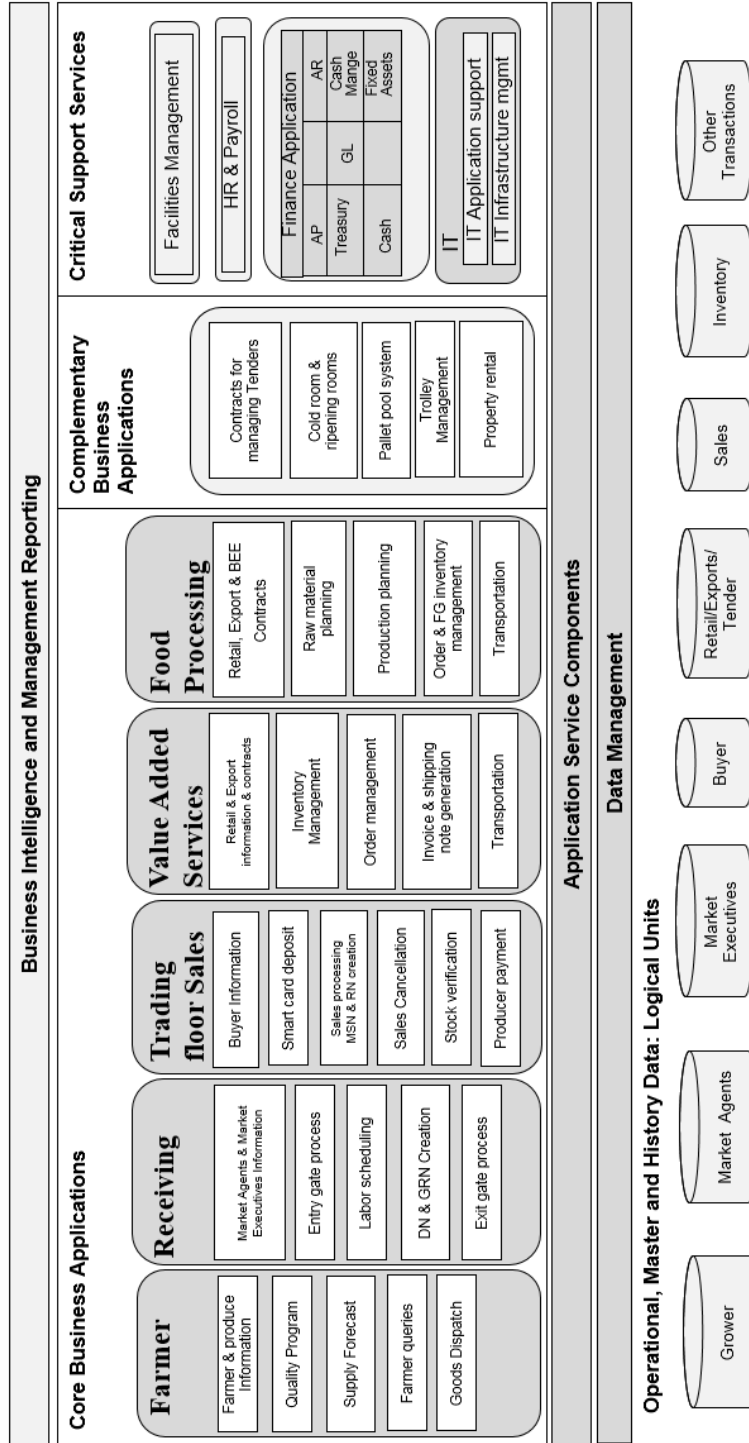 Business Intelligence and Management Reporting
Core Business Applications
Farmer
Farmer & produce
Information
Quality Program
Supply Forecast
Farmer queries
Goods Dispatch
Receiving
Market Agents & Market
Executives Information
Entry gate process
Labor scheduling
DN & GRN Creation
Exit gate process
Trading
floor Sales
Buyer Information
Smart card deposit
Sales processing
MSN & RN creation
Sales Cancellation
Stock verification
Producer payment
Value Added
Services
Retail & Export
information & contracts
Inventory
Management
Order management
Invoice & shipping
note generation
Transportation
Food
Processing
Retail, Export & BEE
Contracts
Raw material
planning
Production planning
Order & FG inventory
management
Transportation
Complementary
Business
Applications
Contracts for
managing Tenders
Cold room &
ripening rooms
Pallet pool system
Trolley
Management
Property rental
Critical Support Services
Facilities Management
HR & Payroll
Finance Application
AP
AR
Treasury
GL
Cash
Mange
Cash
Fixed
Assets
IT
IT Application support
IT Infrastructure mgmt
Application Service Components
Data Management
Operational, Master and History Data: Logical Units
Grower
Market Agents
Market
Executives
Buyer
Retail/Exports/
Tender
Sales
Inventory
Other
Transactions